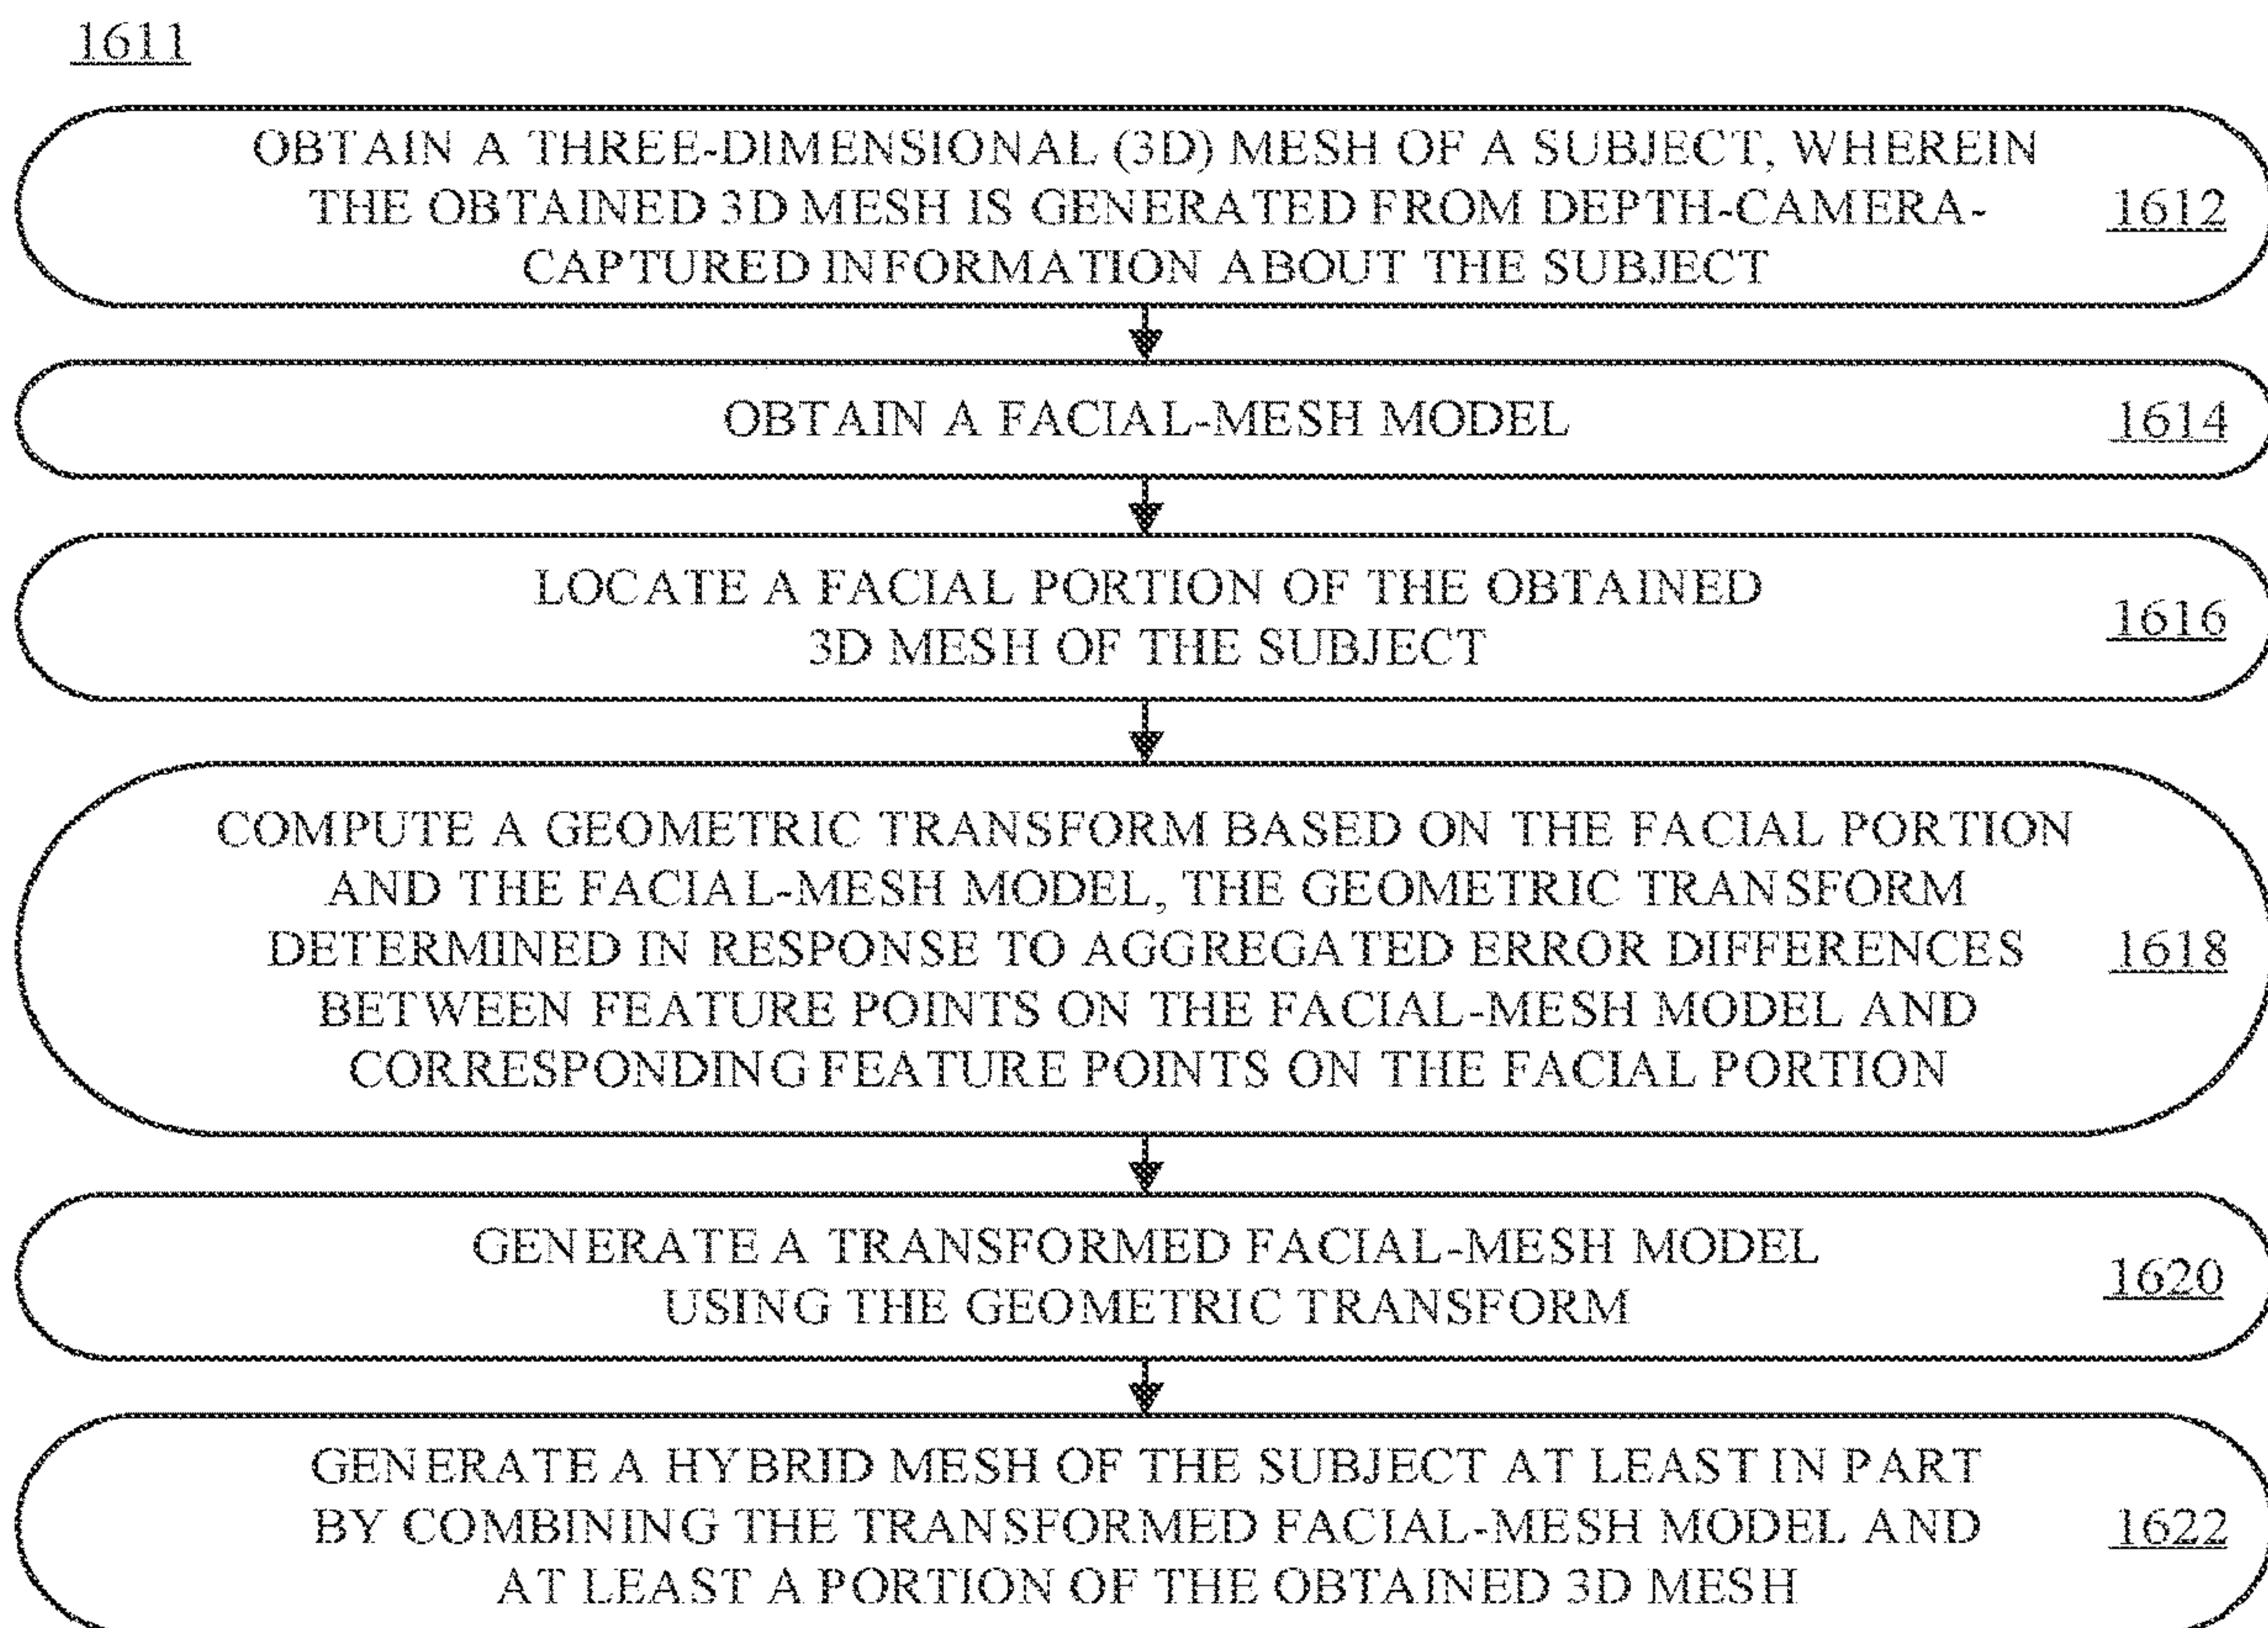 1611
OBTAIN A THREE-DIMENSIONAL (3D) MESH OF A SUBJECT, WHEREIN
THE OBTAINED 3D MESH IS GENERATED FROM DEPTH-CAMERA-
1612
CAPTURED INFORMATION ABOUT THE SUBJECT
OBTAIN A FACIAL-MESH MODEL
1614
LOCATE A FACIAL PORTION OF THE OBTAINED
3D MESH OF THE SUBJECT
1616
COMPUTE A GEOMETRIC TRANSFORM BASED ON THE FACIAL PORTION
AND THE FACIAL-MESH MODEL, THE GEOMETRIC TRANSFORM
DETERMINED IN RESPONSE TO AGGREGATED ERROR DIFFERENCES
1618
BETWEEN FEATURE POINTS ON THE FACIAL-MESH MODEL AND
CORRESPONDING FEATURE POINTS ON THE FACIAL PORTION
GENERATE A TRANSFORMED FACIAL-MESH MODEL
USING THE GEOMETRIC TRANSFORM
1620
GENERATE A HYBRID MESH OF THE SUBJECT AT LEAST IN PART
BY COMBINING THE TRANSFORMED FACIAL-MESH MODEL AND
1622
AT LEAST A PORTION OF THE OBTAINED 3D MESH